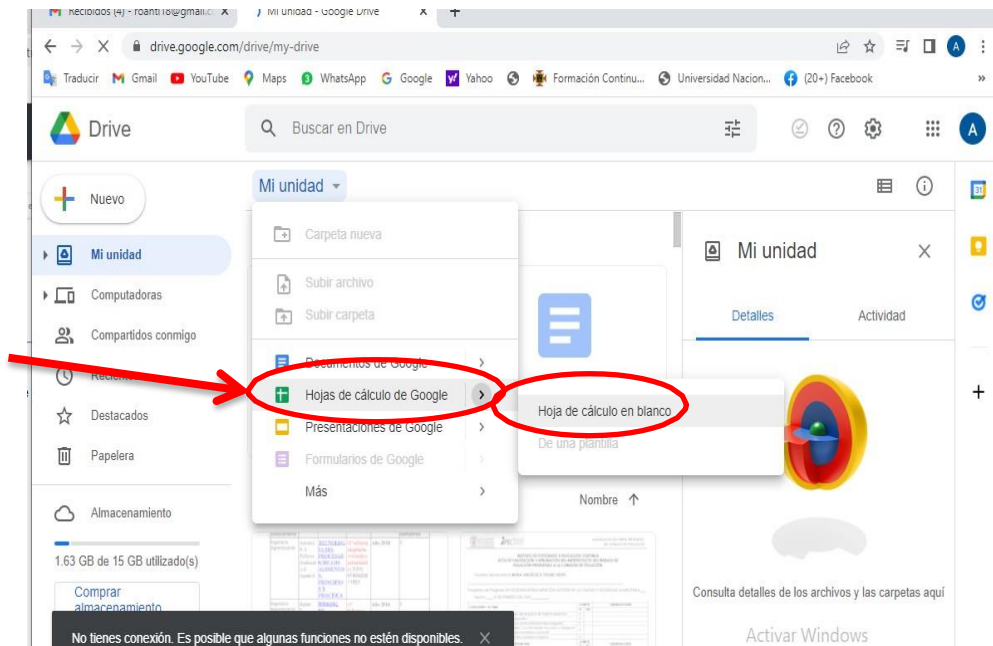 Recibidos (4) - roanti18@gmail.c X
Mi unidad - Google Drive X +
drive.google.com/drive/my-drive
Traducir Gmail YouTube Maps WhatsApp Google Yahoo Formación Continu... Universidad Nacion... (20+) Facebook »
Drive
Buscar en Drive
A
Nuevo
Mi unidad
Computadoras
Compartidos conmigo
Recientes
Destacados
Papelera
Almacenamiento
1.63 GB de 15 GB utilizado(s)
Comprar
almacenamiento
Mi unidad
Carpeta nueva
Subir archivo
Subir carpeta
Documentos de Google
Hojas de cálculo de Google
Presentaciones de Google
Formularios de Google
Más
Hoja de cálculo en blanco
De una plantilla
Nombre
Mi unidad
Detalles Actividad
Consulta detalles de los archivos y las carpetas aquí
Activar Windows
No tienes conexión. Es posible que algunas funciones no estén disponibles.